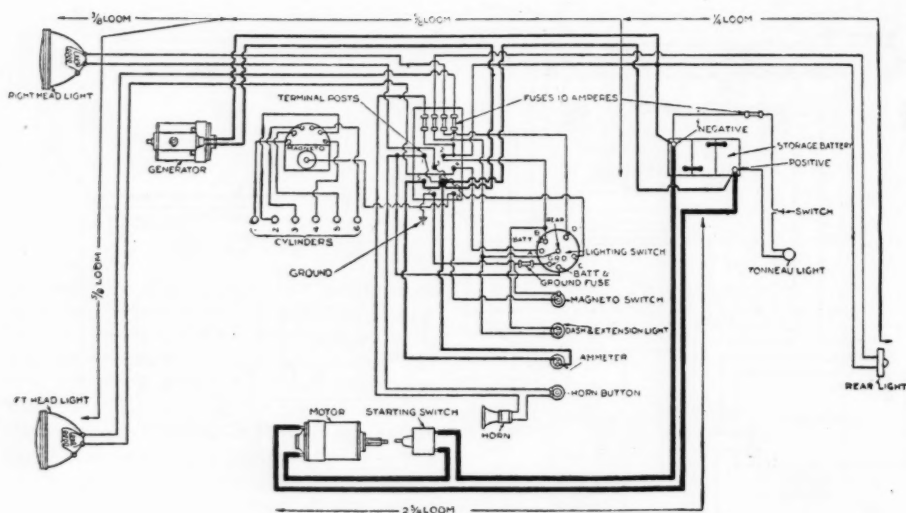 3/8 LOOM
1/2 LOOM
1/4 LOOM
RIGHT HEAD LIGHT
GENERATOR
TERMINAL POSTS
MAGNETO
FUSES 10 AMPERES
NEGATIVE
STORAGE BATTERY
POSITIVE
SWITCH
TONNEAU LIGHT
1 2 3 4 5 6
CYLINDERS
GROUND
REAR
BATT
B
D
A
GRD
C
LIGHTING SWITCH
BATT &
GROUND FUSE
MAGNETO SWITCH
DASH & EXTENSION LIGHT
AMMETER
HORN BUTTON
HORN
REAR LIGHT
5/8 LOOM
FT HEAD LIGHT
MOTOR
STARTING SWITCH
2 3/4 LOOM